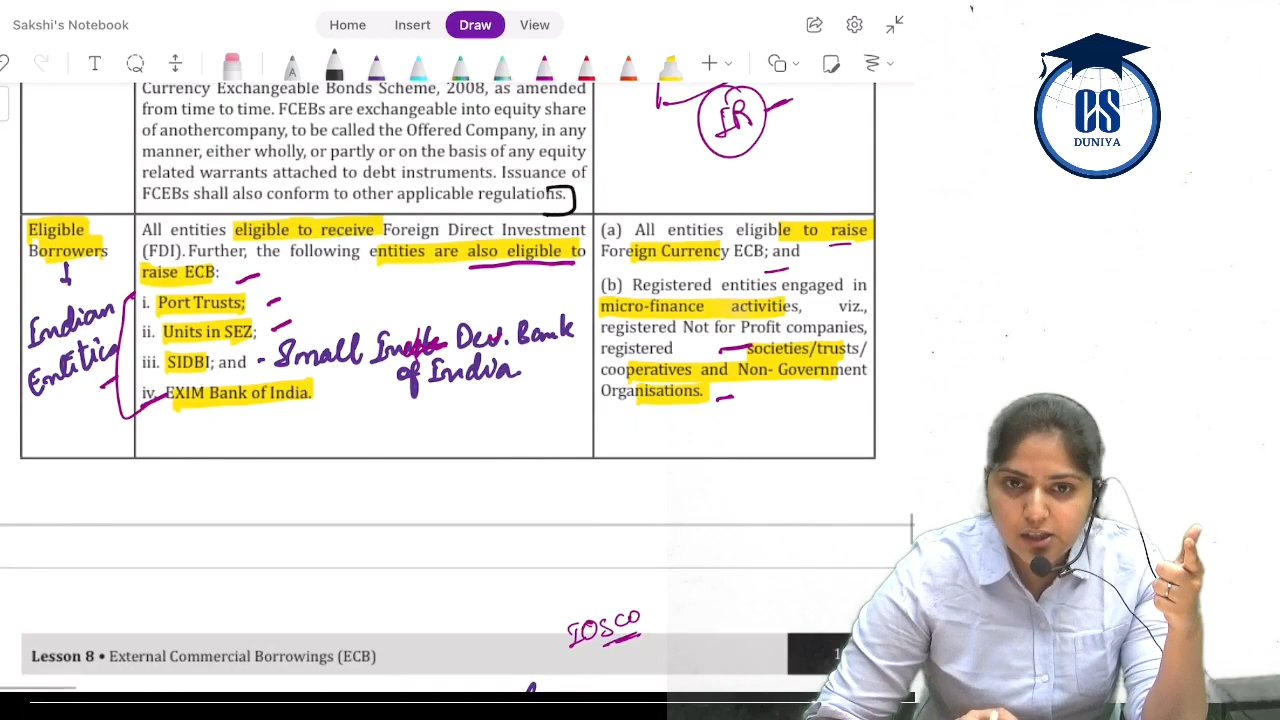 Sakshi's Notebook
Home Insert Draw View
Currency Exchangeable Bonds Scheme, 2008, as amended
from time to time. FCEBs are exchangeable into equity share
of anothercompany, to be called the Offered Company, in any
manner, either wholly, or partly or on the basis of any equity
related warrants attached to debt instruments. Issuance of
FCEBs shall also conform to other applicable regulations.
IR
CS
DUNIYA
Eligible
Borrowers
Indian
Entities
All entities eligible to receive Foreign Direct Investment
(FDI). Further, the following entities are also eligible to
raise ECB:
i. Port Trusts;
ii. Units in SEZ;
iii. SIDBI; and
iv. EXIM Bank of India.
- Small Dev. Bank
of India
(a) All entities eligible to raise
Foreign Currency ECB; and
(b) Registered entities engaged in
micro-finance activities, viz.,
registered Not for Profit companies,
registered societies/trusts/
cooperatives and Non- Government
Organisations.
IOSCO
Lesson 8 • External Commercial Borrowings (ECB)